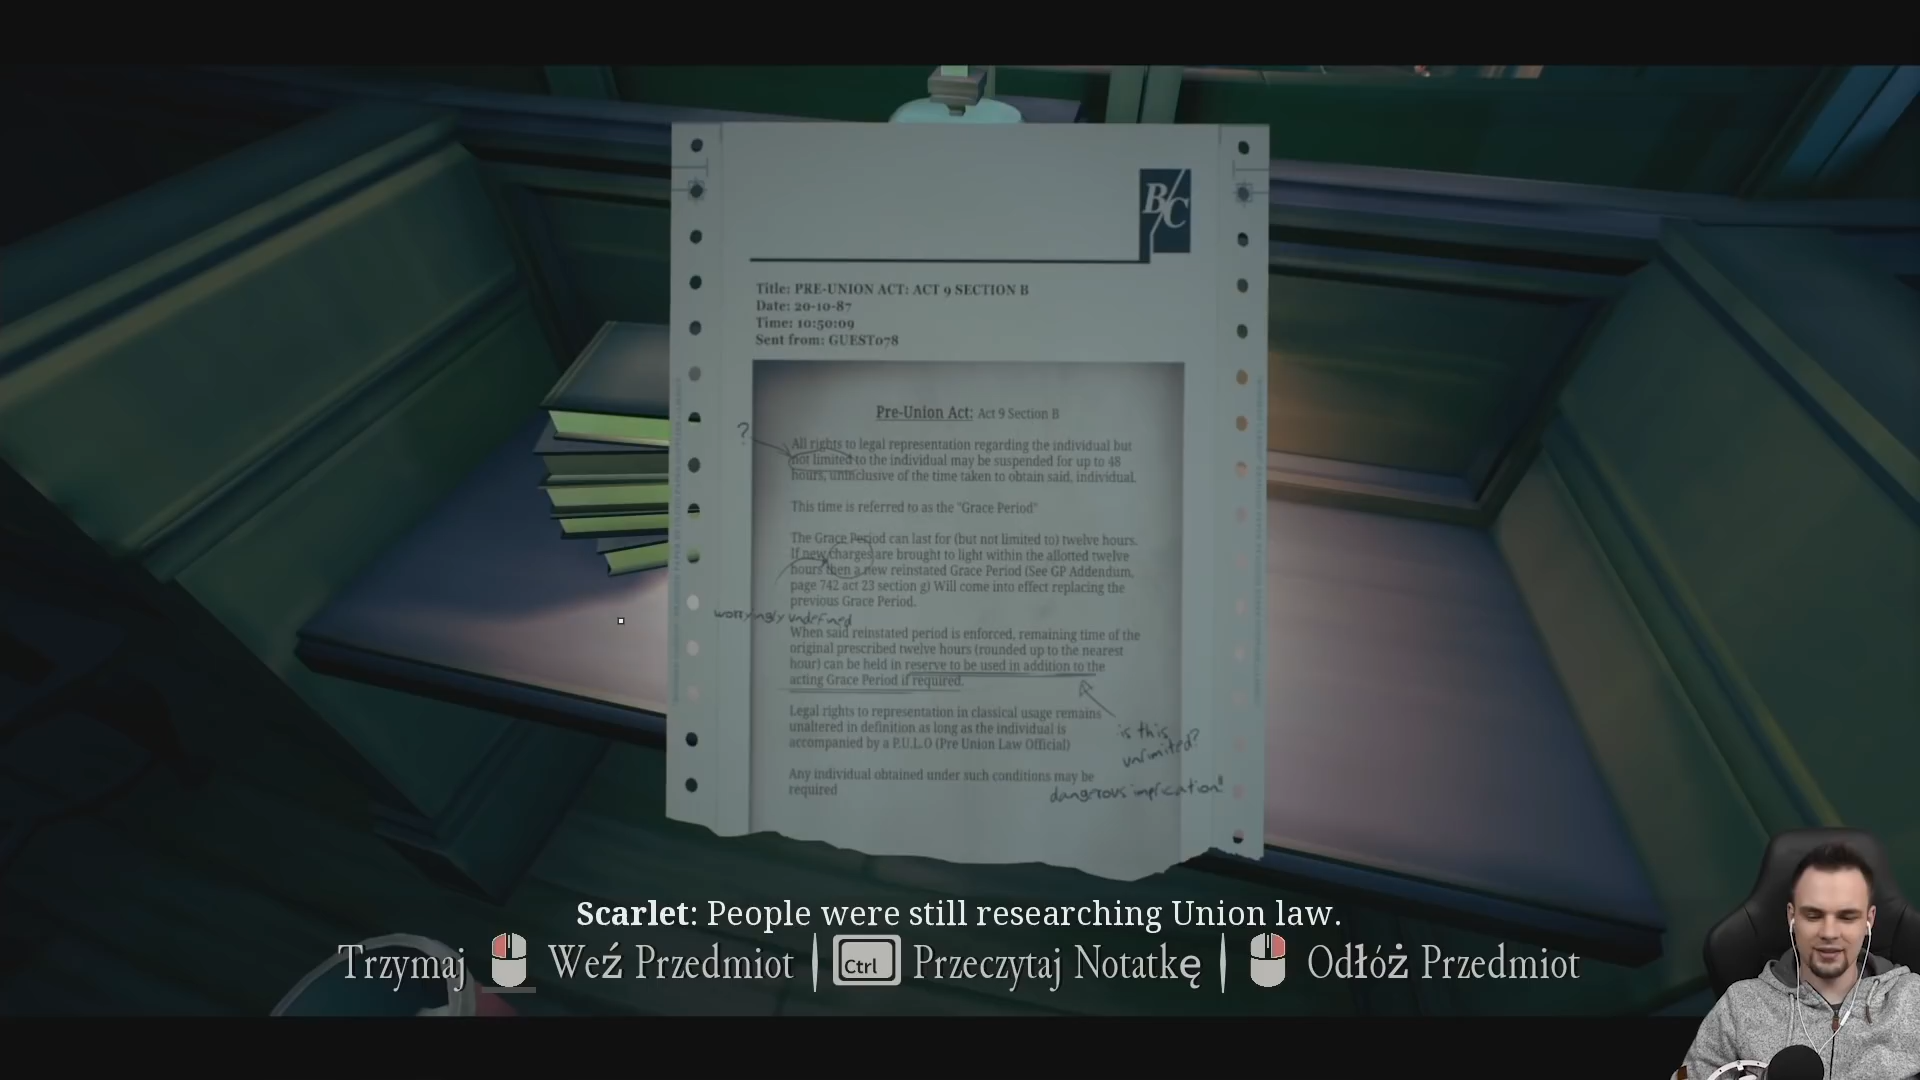 B/C
Title: PRE-UNION ACT: ACT 9 SECTION B
Date: 20-10-87
Time: 10:50:09
Sent from: GUEST078
Pre-Union Act: Act 9 Section B
?
All rights to legal representation regarding the individual but
not limited to the individual may be suspended for up to 48
hours, uninclusive of the time taken to obtain said, individual.
This time is referred to as the "Grace Period"
The Grace Period can last for (but not limited to) twelve hours.
If new charges are brought to light within the allotted twelve
hours then a new reinstated Grace Period (See GP Addendum,
page 742 act 23 section g) Will come into effect replacing the
previous Grace Period.
worryingly undefined
When said reinstated period is enforced, remaining time of the
original prescribed twelve hours (rounded up to the nearest
hour) can be held in reserve to be used in addition to the
acting Grace Period if required.
Legal rights to representation in classical usage remains
unaltered in definition as long as the individual is
accompanied by a P.U.L.O (Pre Union Law Official)
is this
unlimited?
Any individual obtained under such conditions may be
required
dangerous implication!!
Scarlet: People were still researching Union law.
Trzymaj Weź Przedmiot | Ctrl Przeczytaj Notatkę | Odłóż Przedmiot